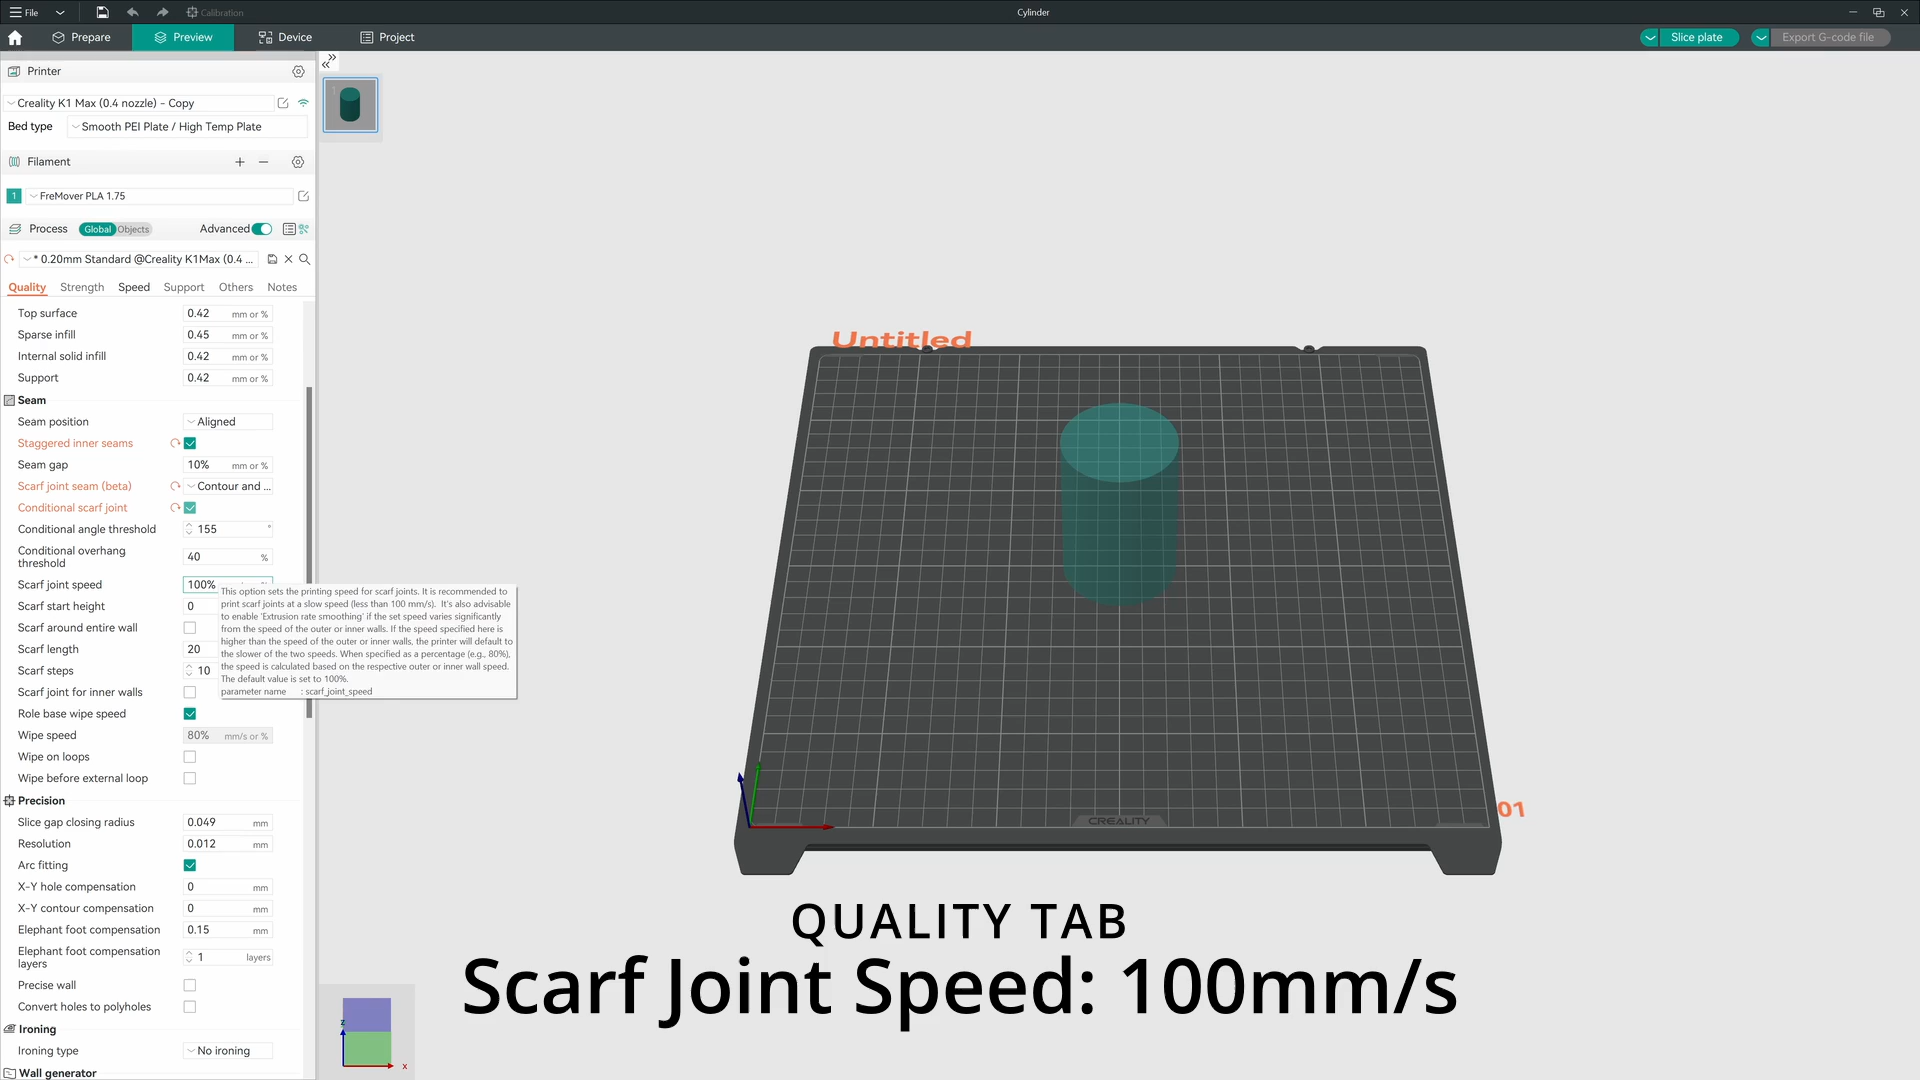 File
Calibration
Cylinder
Prepare
Preview
Device
Project
Slice plate
Export G-code file
Printer
Creality K1 Max (0.4 nozzle) - Copy
Bed type
Smooth PEI Plate / High Temp Plate
Filament
1
FreMover PLA 1.75
Process
Global Objects
Advanced
* 0.20mm Standard @Creality K1Max (0.4 ...
Quality Strength Speed Support Others Notes
Top surface 0.42 mm or %
Sparse infill 0.45 mm or %
Internal solid infill 0.42 mm or %
Support 0.42 mm or %
Seam
Seam position Aligned
Staggered inner seams
Seam gap 10% mm or %
Scarf joint seam (beta) Contour and ...
Conditional scarf joint
Conditional angle threshold 155 °
Conditional overhang threshold 40 %
Scarf joint speed 100%
Scarf start height 0
Scarf around entire wall
Scarf length 20
Scarf steps 10
Scarf joint for inner walls
Role base wipe speed
Wipe speed 80% mm/s or %
Wipe on loops
Wipe before external loop
Precision
Slice gap closing radius 0.049 mm
Resolution 0.012 mm
Arc fitting
X-Y hole compensation 0 mm
X-Y contour compensation 0 mm
Elephant foot compensation 0.15 mm
Elephant foot compensation layers 1 layers
Precise wall
Convert holes to polyholes
Ironing
Ironing type No ironing
Wall generator
This option sets the printing speed for scarf joints. It is recommended to
print scarf joints at a slow speed (less than 100 mm/s). It's also advisable
to enable 'Extrusion rate smoothing' if the set speed varies significantly
from the speed of the outer or inner walls. If the speed specified here is
higher than the speed of the outer or inner walls, the printer will default to
the slower of the two speeds. When specified as a percentage (e.g., 80%),
the speed is calculated based on the respective outer or inner wall speed.
The default value is set to 100%.
parameter name : scarf_joint_speed
1
Untitled
01
CREALITY
z
x
QUALITY TAB
Scarf Joint Speed: 100mm/s